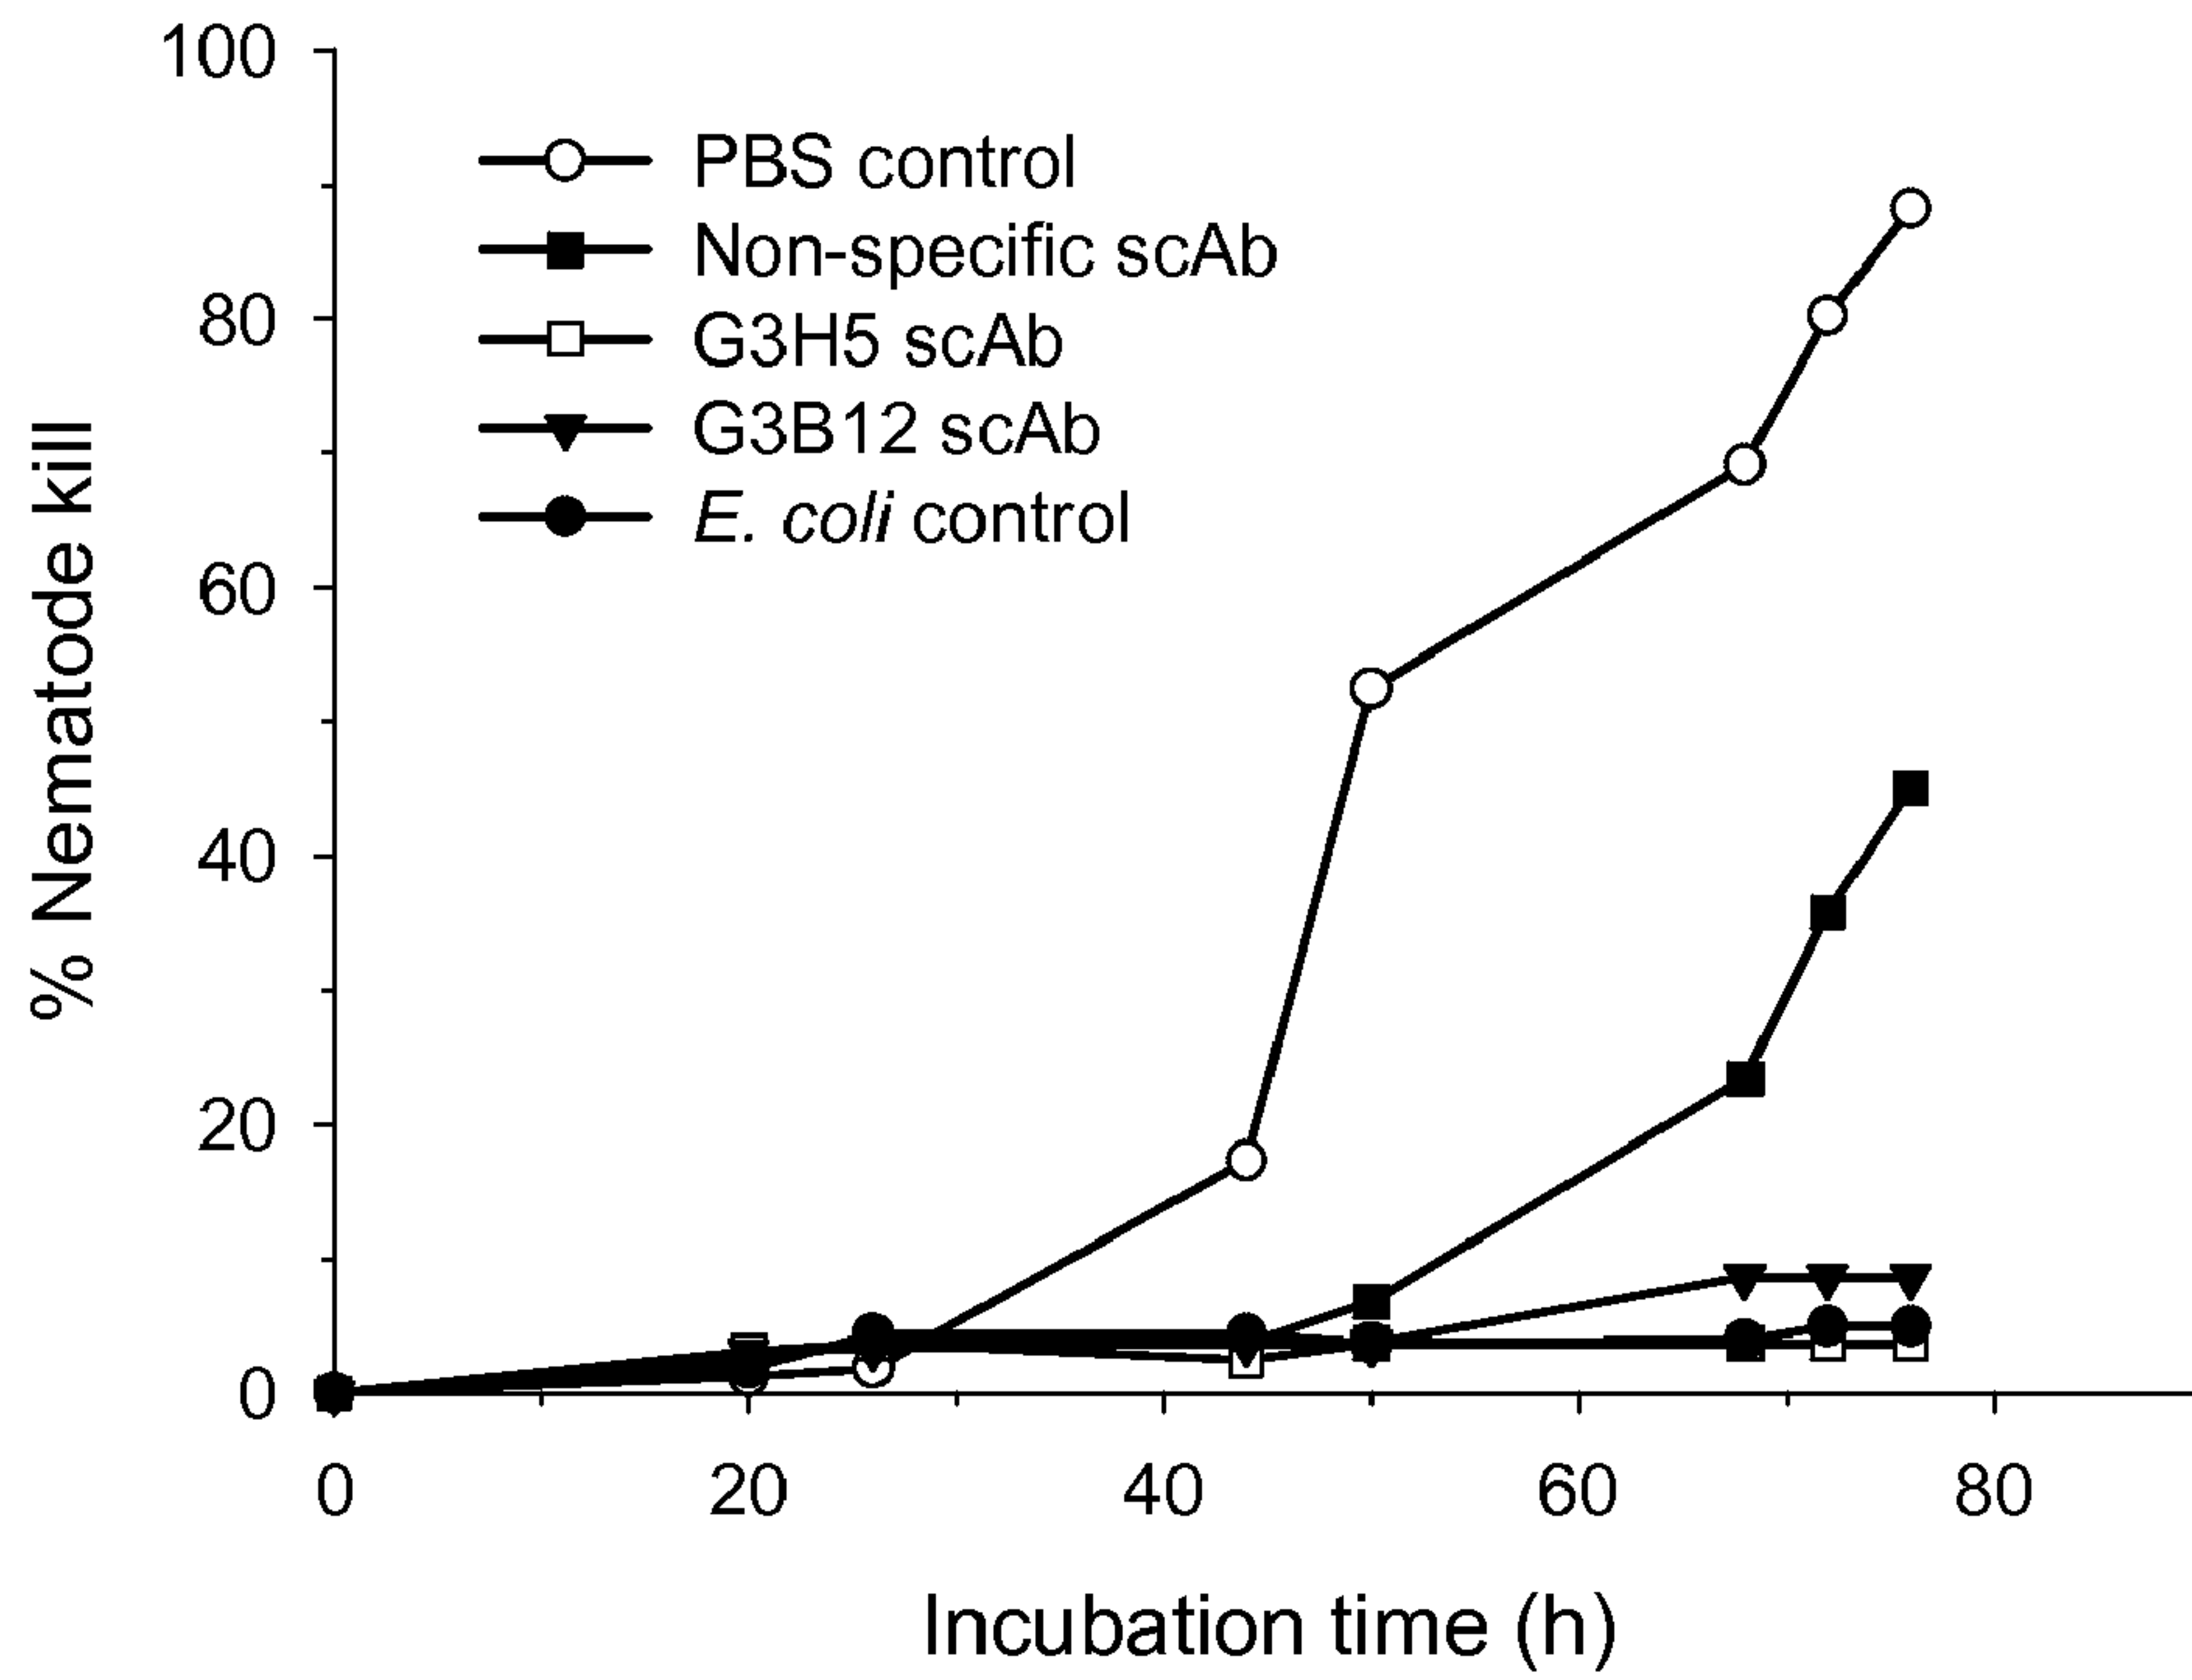 % Nematode kill
100
80
60
40
20
0
PBS control
Non-specific scAb
G3H5 scAb
G3B12 scAb
E. coli control
0 20 40 60 80
Incubation time (h)